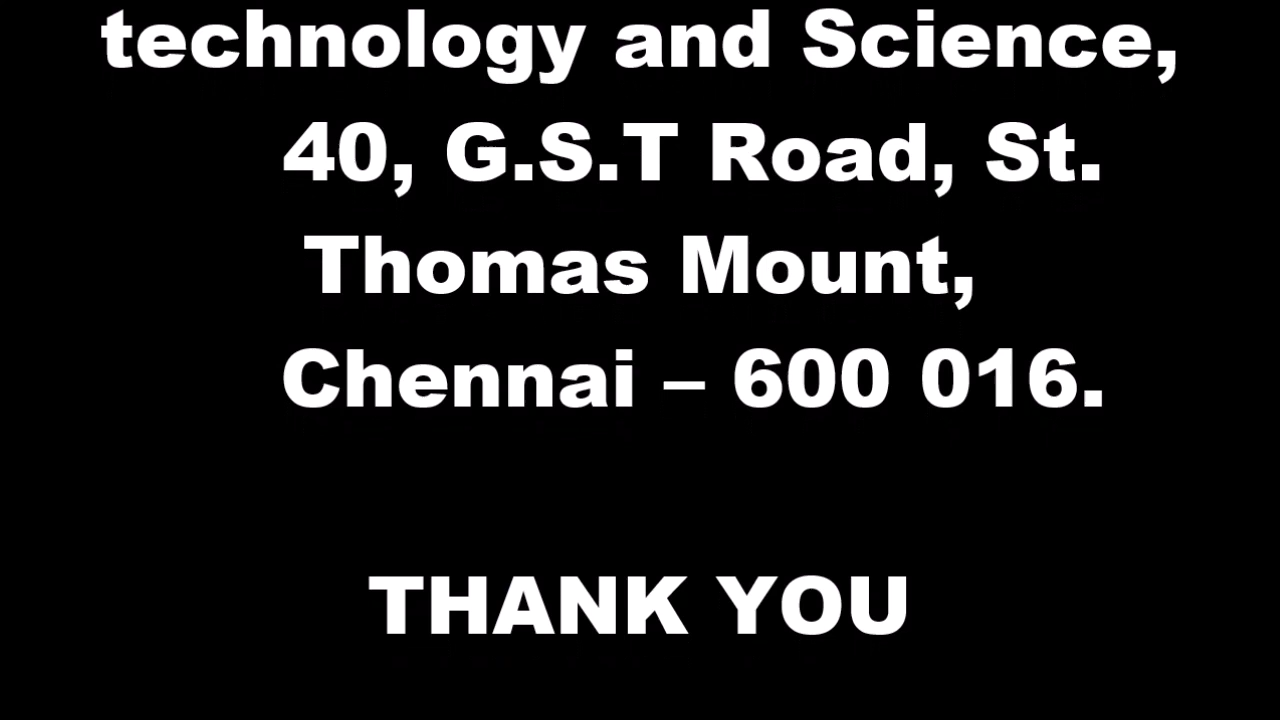 technology and Science,
40, G.S.T Road, St.
Thomas Mount,
Chennai – 600 016.
THANK YOU